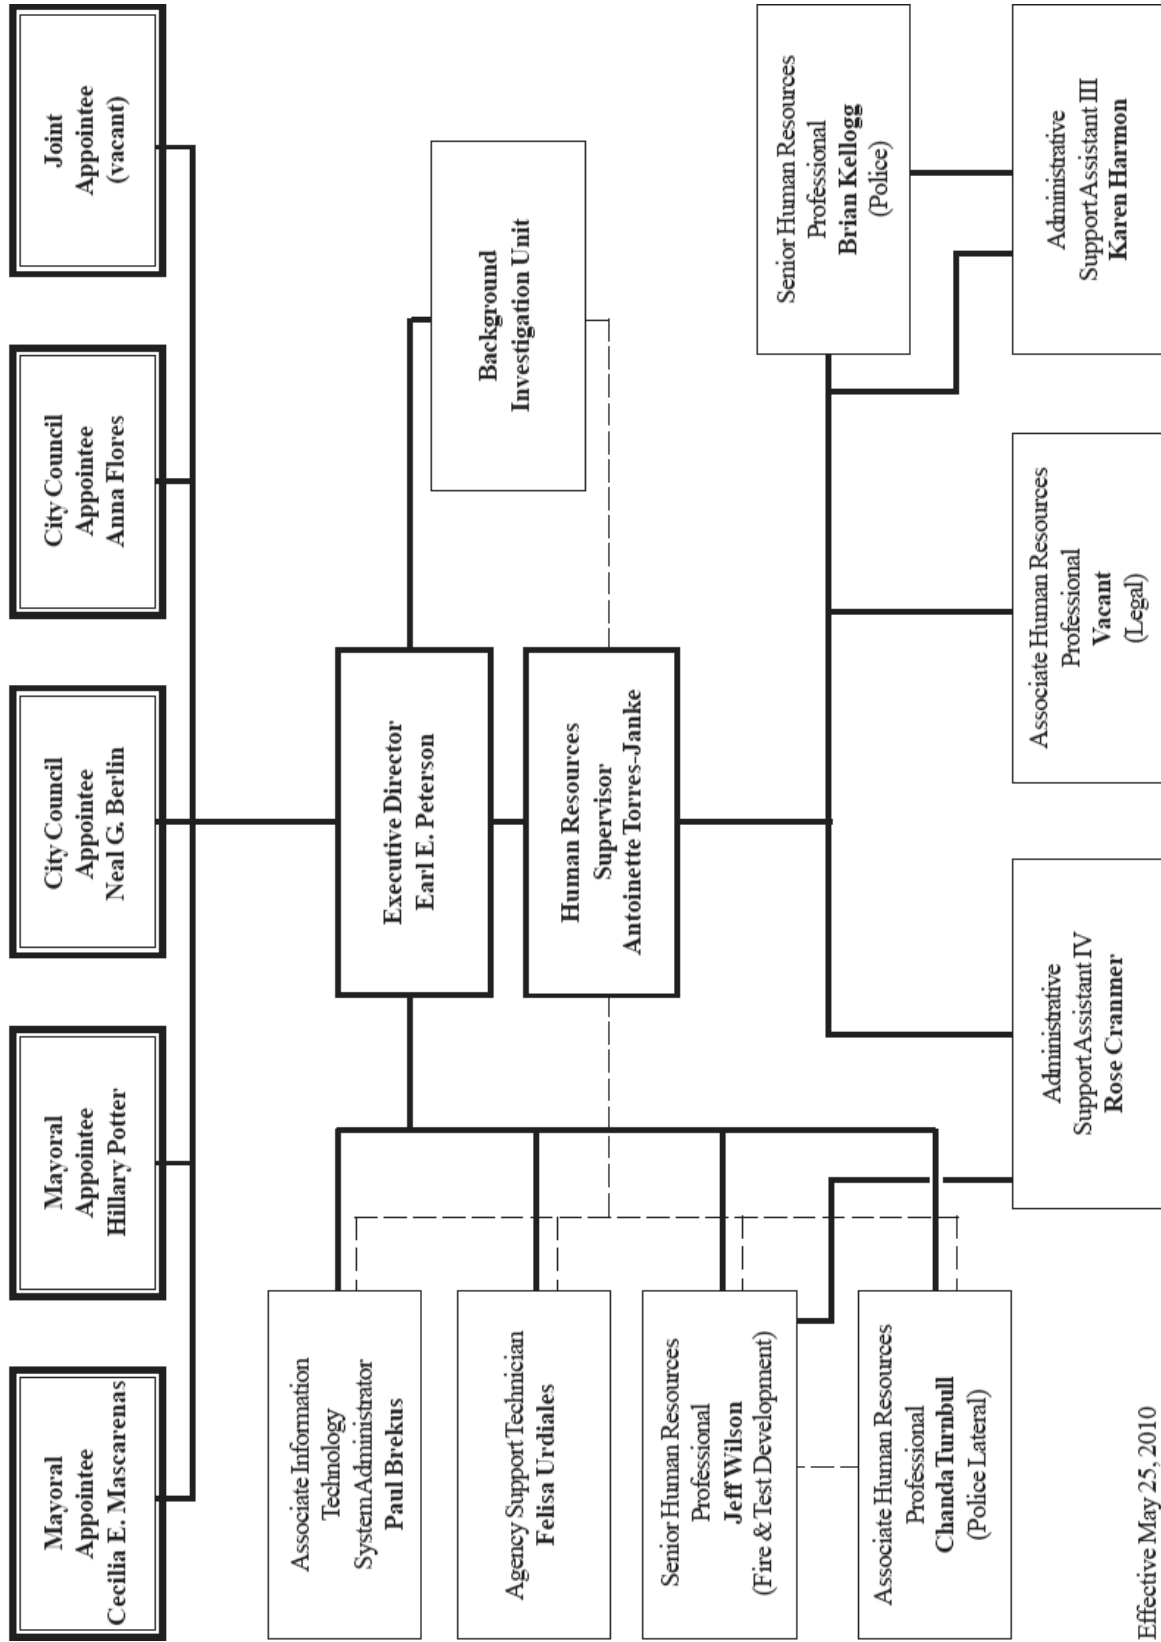 Mayoral
Appointee
Cecilia E. Mascarenas
Mayoral
Appointee
Hillary Potter
City Council
Appointee
Neal G. Berlin
City Council
Appointee
Anna Flores
Joint
Appointee
(vacant)
Executive Director
Earl E. Peterson
Background
Investigation Unit
Human Resources
Supervisor
Antoinette Torres-Janke
Associate Information
Technology
System Administrator
Paul Brekus
Agency Support Technician
Felisa Urdiales
Senior Human Resources
Professional
Jeff Wilson
(Fire & Test Development)
Associate Human Resources
Professional
Chanda Turnbull
(Police Lateral)
Senior Human Resources
Professional
Brian Kellogg
(Police)
Administrative
Support Assistant IV
Rose Cranmer
Associate Human Resources
Professional
Vacant
(Legal)
Administrative
Support Assistant III
Karen Harmon
Effective May 25, 2010